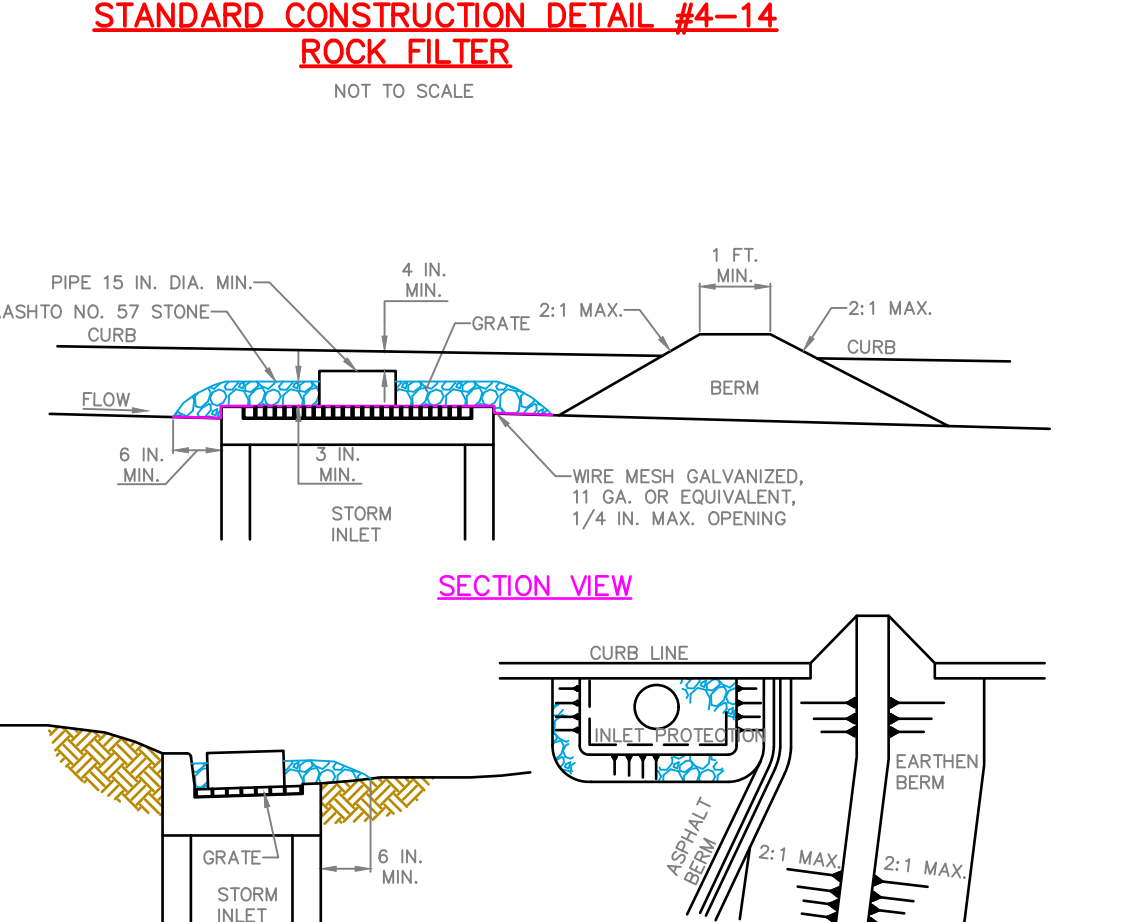 STANDARD CONSTRUCTION DETAIL #4-14
ROCK FILTER
NOT TO SCALE
1 FT.
MIN.
4 IN.
MIN.
PIPE 15 IN. DIA. MIN.
AASHTO NO. 57 STONE
GRATE
2:1 MAX.
2:1 MAX.
CURB
CURB
BERM
FLOW
6 IN.
MIN.
3 IN.
MIN.
WIRE MESH GALVANIZED,
11 GA. OR EQUIVALENT,
1/4 IN. MAX. OPENING
STORM
INLET
SECTION VIEW
CURB LINE
INLET PROTECTION
EARTHEN
BERM
ASPHALT
BERM
2:1 MAX.
2:1 MAX.
GRATE
6 IN.
MIN.
STORM
INLET